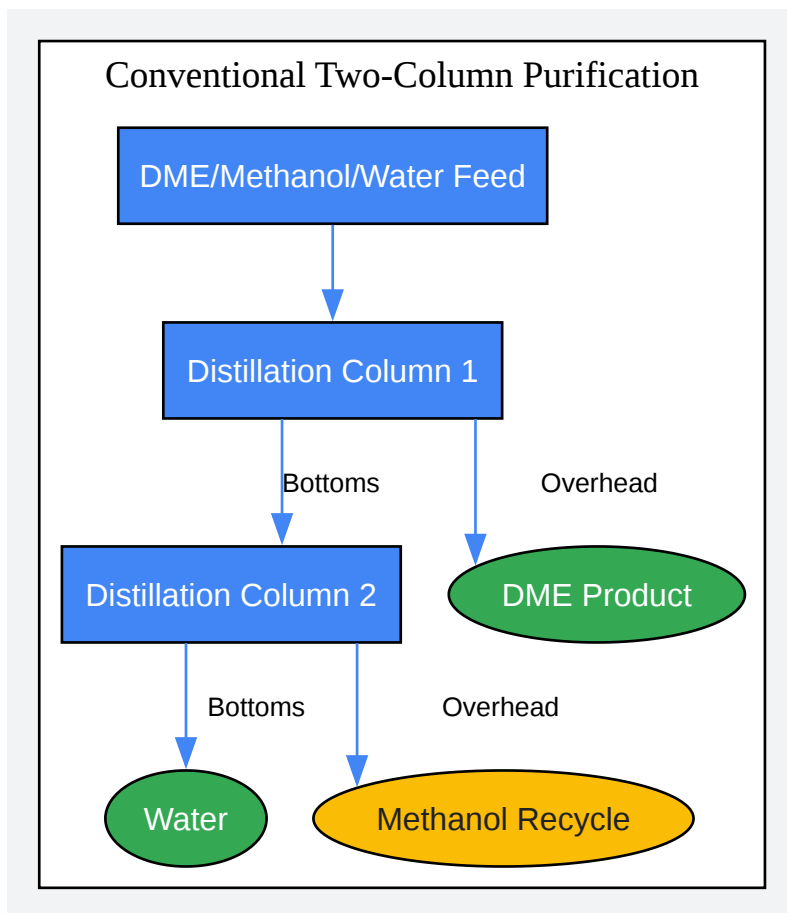 Conventional Two-Column Purification
DME/Methanol/Water Feed
Distillation Column 1
Bottoms
Overhead
Distillation Column 2
DME Product
Bottoms
Overhead
Water
Methanol Recycle